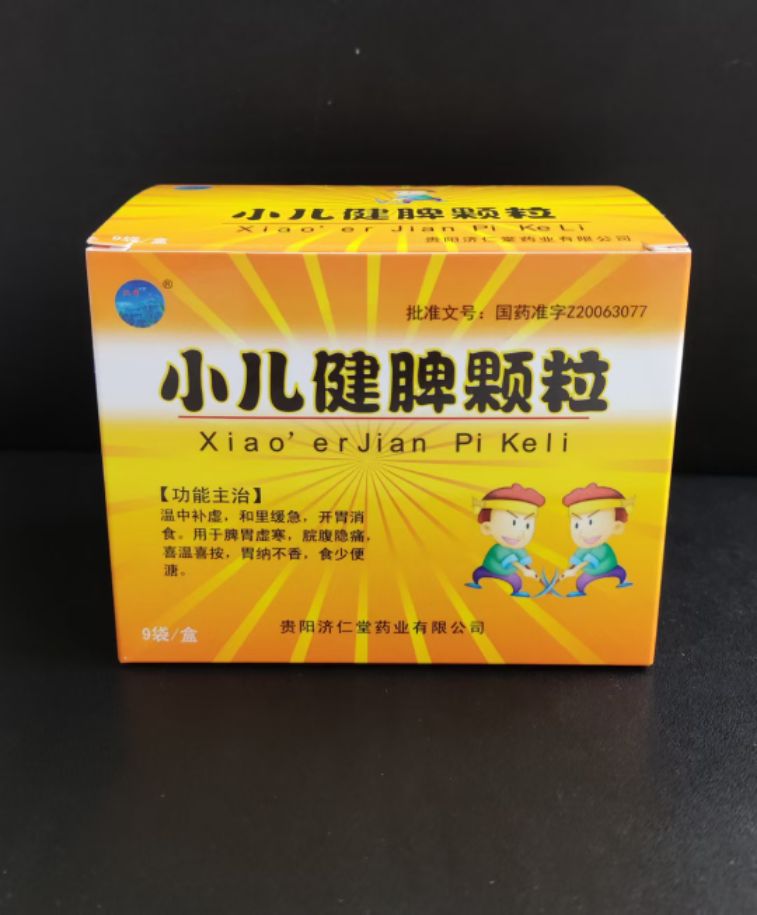 小儿健脾颗粒
Xiao'er Jian Pi KeLi
9袋/盒
贵阳济仁堂药业有限公司
®
批准文号：国药准字Z20063077
小儿健脾颗粒
Xiao'er Jian Pi Keli
【功能主治】
温中补虚，和里缓急，开胃消
食。用于脾胃虚寒，脘腹隐痛，
喜温喜按，胃纳不香，食少便
溏。
9袋/盒
贵阳济仁堂药业有限公司